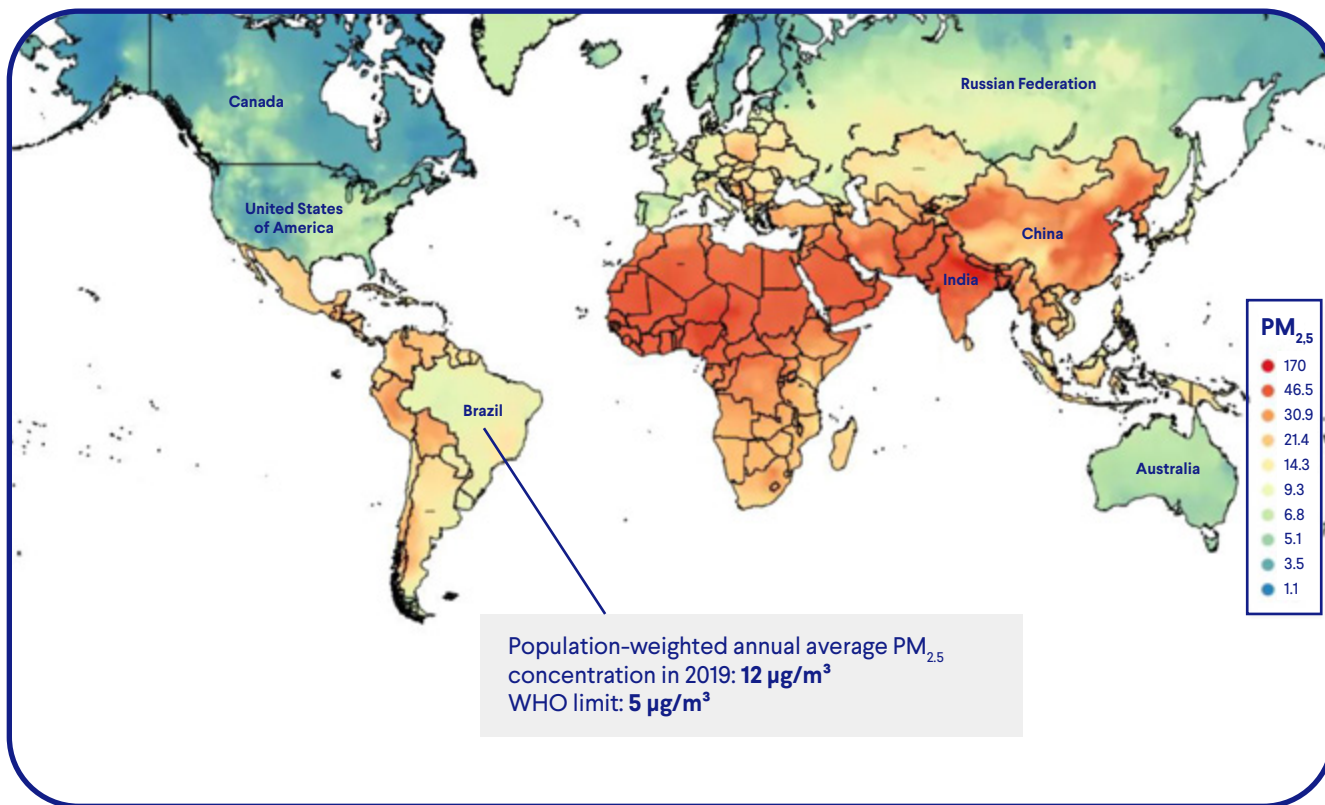 Canada
Russian Federation
United States
of America
China
India
Brazil
Australia
PM2,5
170
46.5
30.9
21.4
14.3
9.3
6.8
5.1
3.5
1.1
Population-weighted annual average PM2.5
concentration in 2019: 12 µg/m³
WHO limit: 5 µg/m³